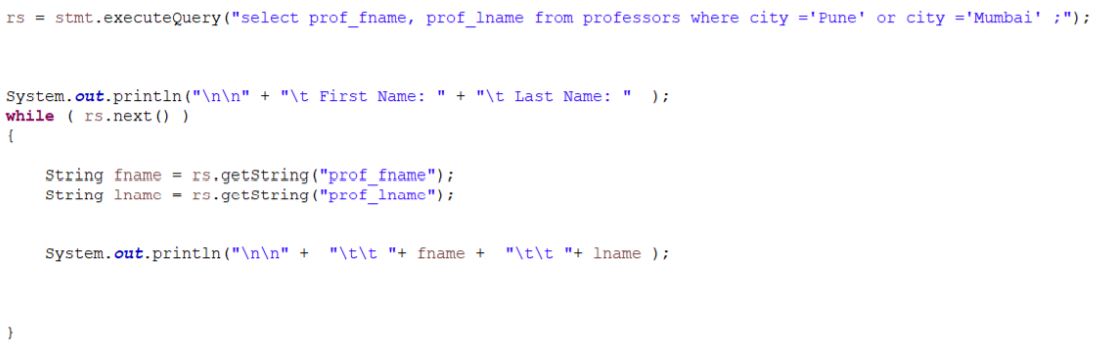 rs = stmt.executeQuery("select prof_fname, prof_lname from professors where city ='Pune' or city ='Mumbai' ;");
System.out.println("\n\n" + "\t First Name: " + "\t Last Name: "  );
while ( rs.next() )
{
String fname = rs.getString("prof_fname");
String lname = rs.getString("prof_lname");
System.out.println("\n\n" +  "\t\t "+ fname +  "\t\t "+ lname );
}